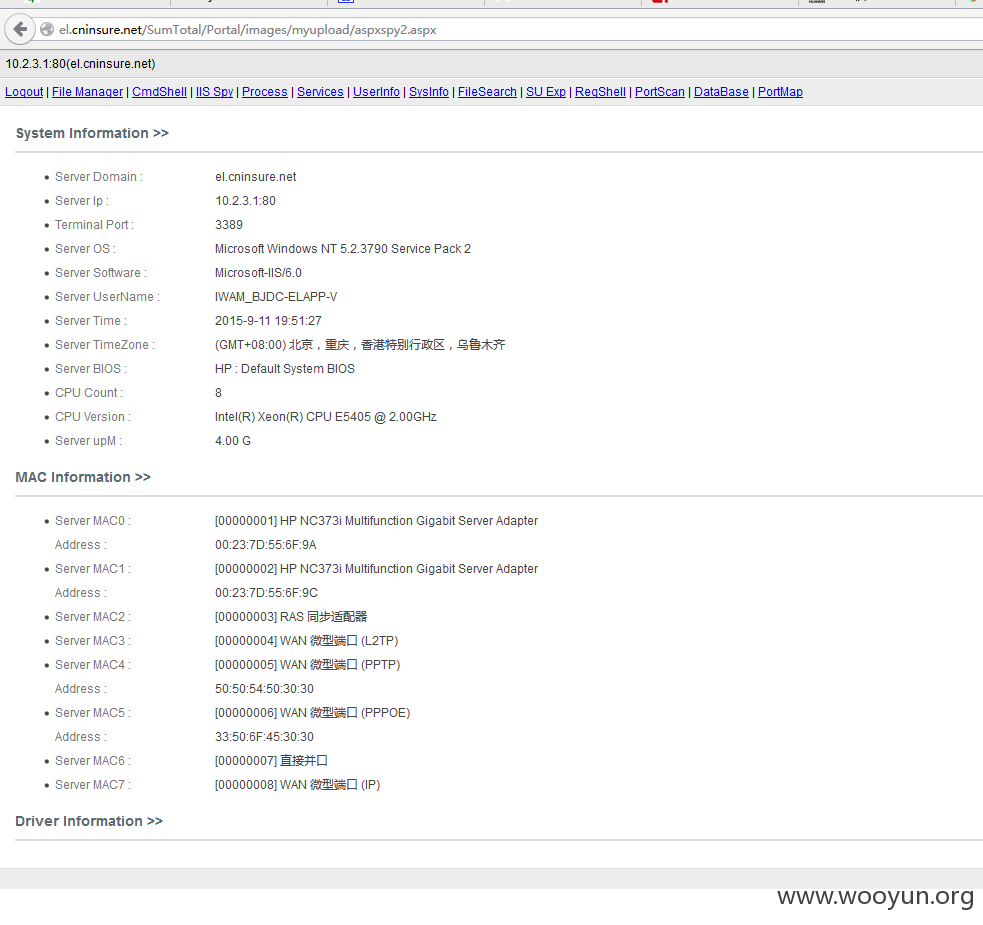 el.cninsure.net/SumTotal/Portal/images/myupload/aspxspy2.aspx
10.2.3.1:80(el.cninsure.net)
Logout | File Manager | CmdShell | IIS Spy | Process | Services | UserInfo | SysInfo | FileSearch | SU Exp | RegShell | PortScan | DataBase | PortMap
System Information >>
Server Domain : el.cninsure.net
Server Ip : 10.2.3.1:80
Terminal Port : 3389
Server OS : Microsoft Windows NT 5.2.3790 Service Pack 2
Server Software : Microsoft-IIS/6.0
Server UserName : IWAM_BJDC-ELAPP-V
Server Time : 2015-9-11 19:51:27
Server TimeZone : (GMT+08:00) 北京，重庆，香港特别行政区，乌鲁木齐
Server BIOS : HP : Default System BIOS
CPU Count : 8
CPU Version : Intel(R) Xeon(R) CPU E5405 @ 2.00GHz
Server upM : 4.00 G
MAC Information >>
Server MAC0 : [00000001] HP NC373i Multifunction Gigabit Server Adapter
Address : 00:23:7D:55:6F:9A
Server MAC1 : [00000002] HP NC373i Multifunction Gigabit Server Adapter
Address : 00:23:7D:55:6F:9C
Server MAC2 : [00000003] RAS 同步适配器
Server MAC3 : [00000004] WAN 微型端口 (L2TP)
Server MAC4 : [00000005] WAN 微型端口 (PPTP)
Address : 50:50:54:50:30:30
Server MAC5 : [00000006] WAN 微型端口 (PPPOE)
Address : 33:50:6F:45:30:30
Server MAC6 : [00000007] 直接并口
Server MAC7 : [00000008] WAN 微型端口 (IP)
Driver Information >>
www.wooyun.org